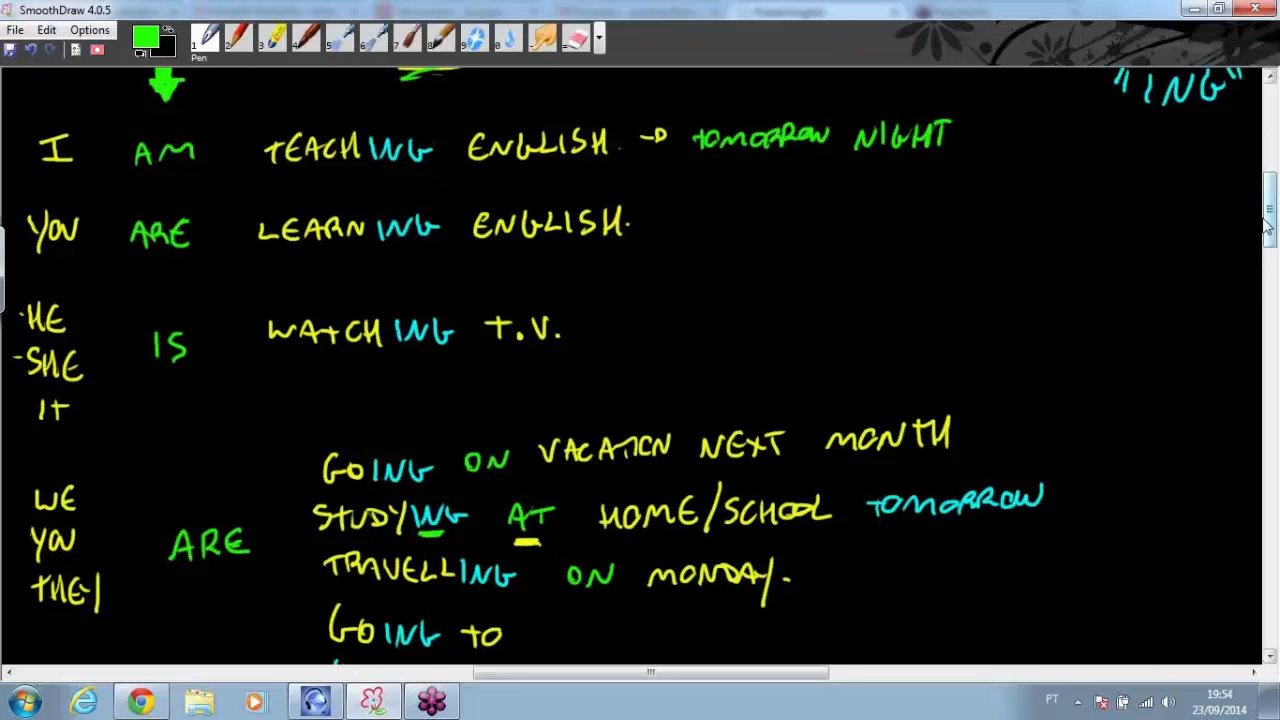 SmoothDraw 4.0.5
File Edit Options
Pen
"ING"
I AM TEACHING ENGLISH. → TOMORROW NIGHT
YOU ARE LEARNING ENGLISH.
·HE
-SHE
IT
IS WATCHING T.V.
GOING ON VACATION NEXT MONTH
WE
STUDYING AT HOME/SCHOOL TOMORROW
YOU
ARE
TRAVELLING ON MONDAY.
THEY
GOING TO
PT
19:54
23/09/2014